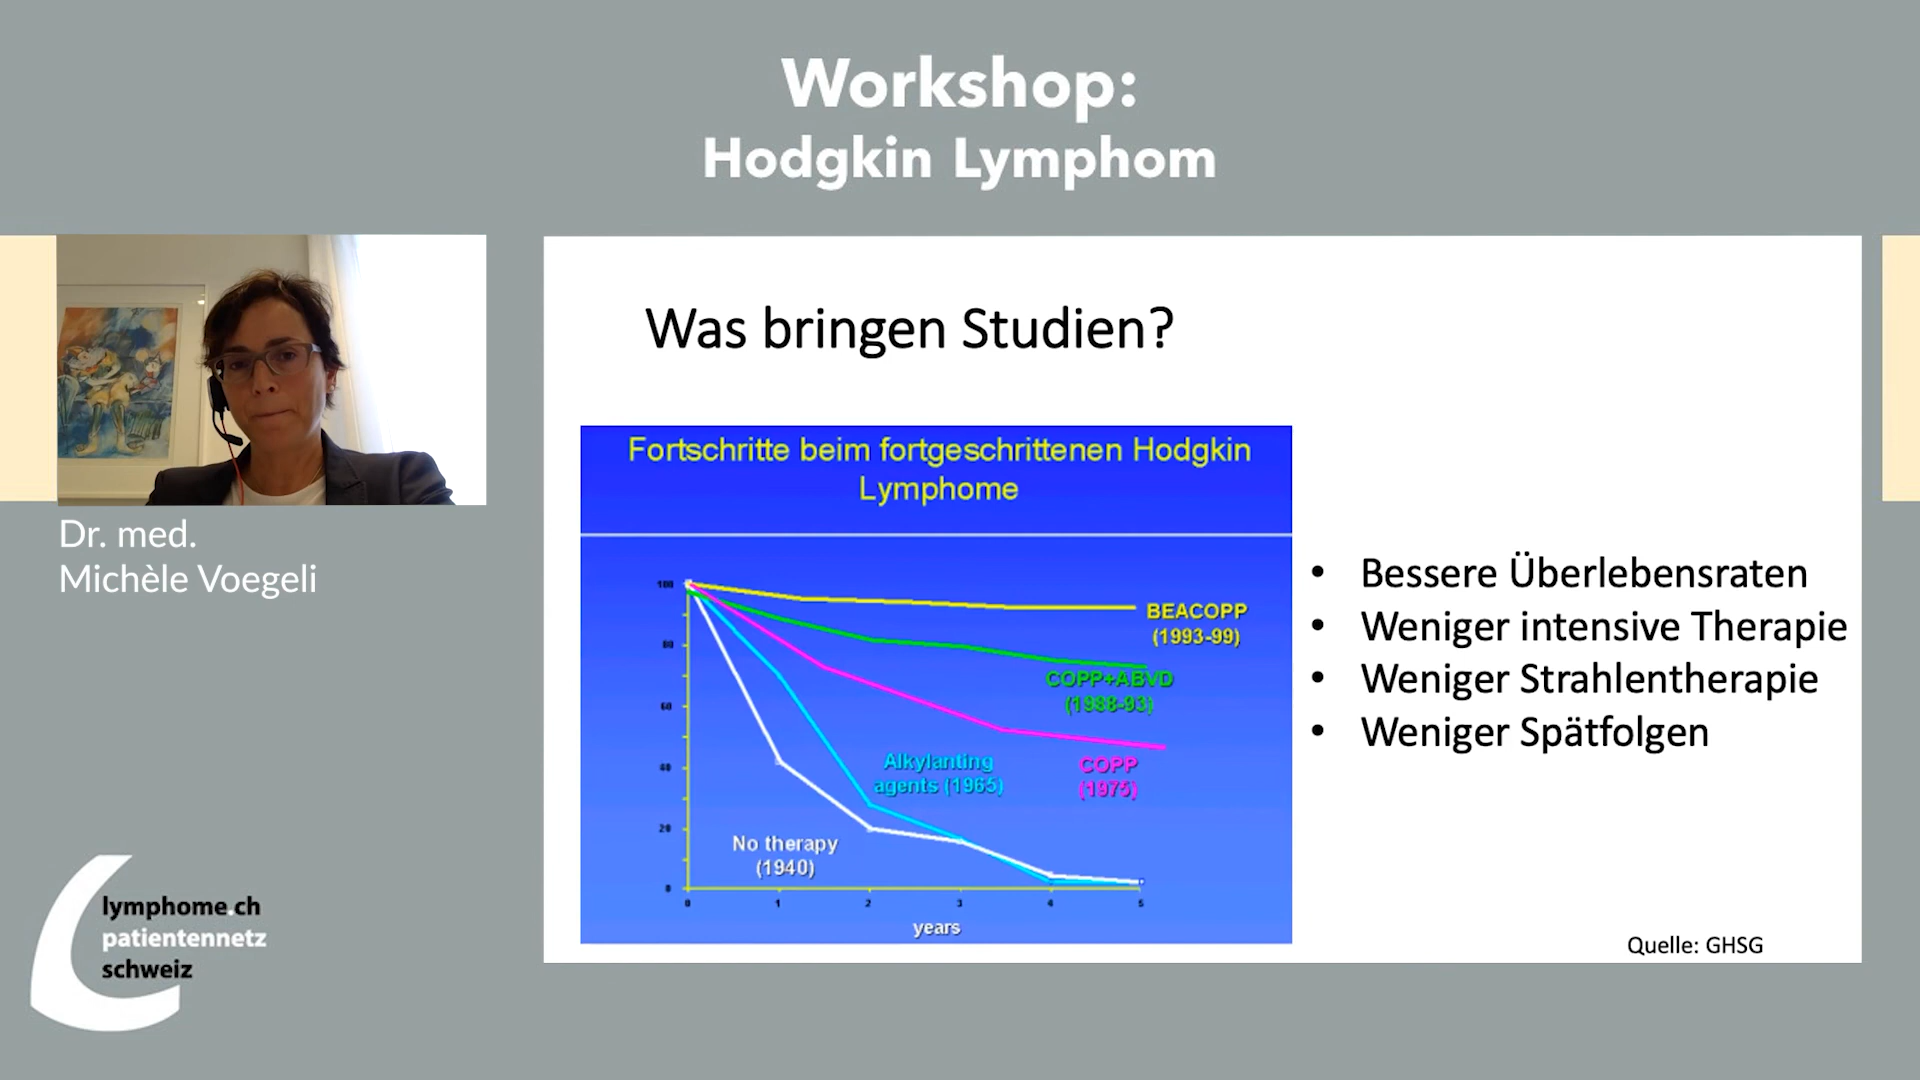 Workshop:
Hodgkin Lymphom
Dr. med.
Michèle Voegeli
lymphome.ch
patientennetz
schweiz
Was bringen Studien?
Fortschritte beim fortgeschrittenen Hodgkin
Lymphome
100
80
60
40
20
0
0 1 2 3 4 5
years
BEACOPP
(1993-99)
COPP+ABVD
(1988-93)
Alkylanting
agents (1965)
COPP
(1975)
No therapy
(1940)
• Bessere Überlebensraten
• Weniger intensive Therapie
• Weniger Strahlentherapie
• Weniger Spätfolgen
Quelle: GHSG